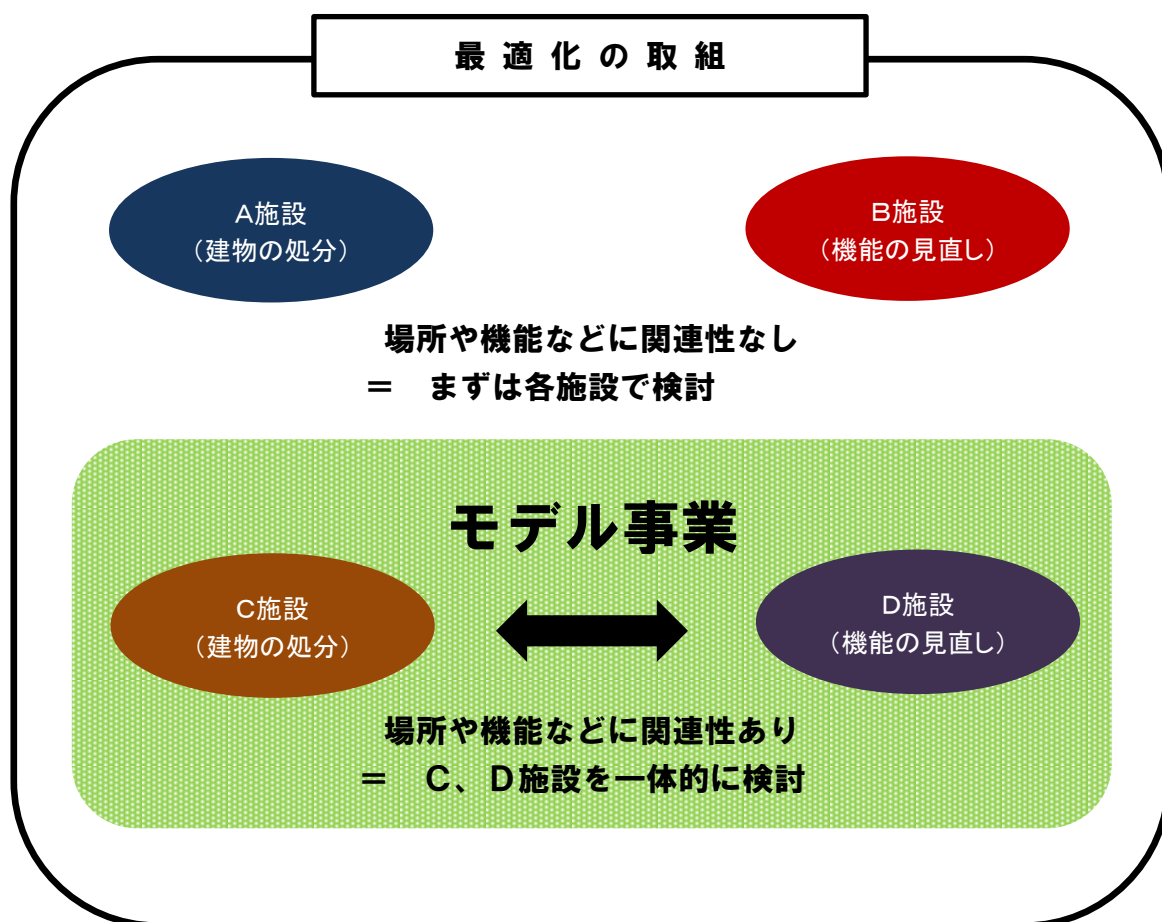 最適化の取組
A施設
（建物の処分）
B施設
（機能の見直し）
場所や機能などに関連性なし
＝　まずは各施設で検討
モデル事業
C施設
（建物の処分）
D施設
（機能の見直し）
場所や機能などに関連性あり
＝　C、D施設を一体的に検討